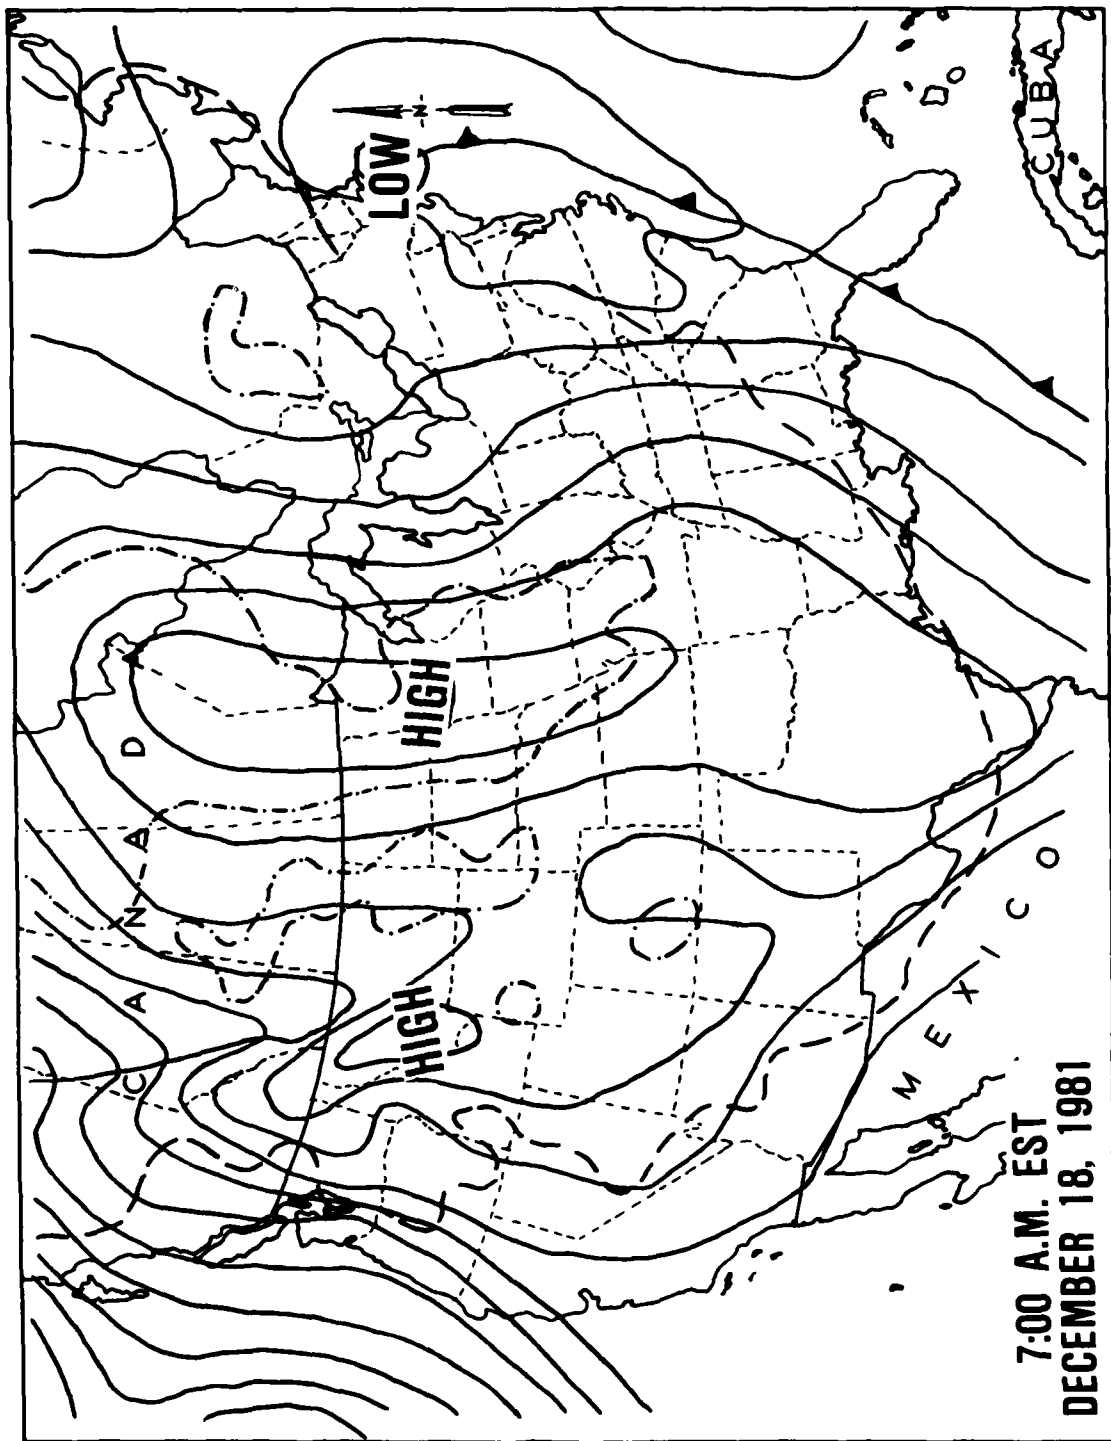 CANADA
HIGH
HIGH
LOW
N
MEXICO
CUBA
7:00 A.M. EST
DECEMBER 18, 1981